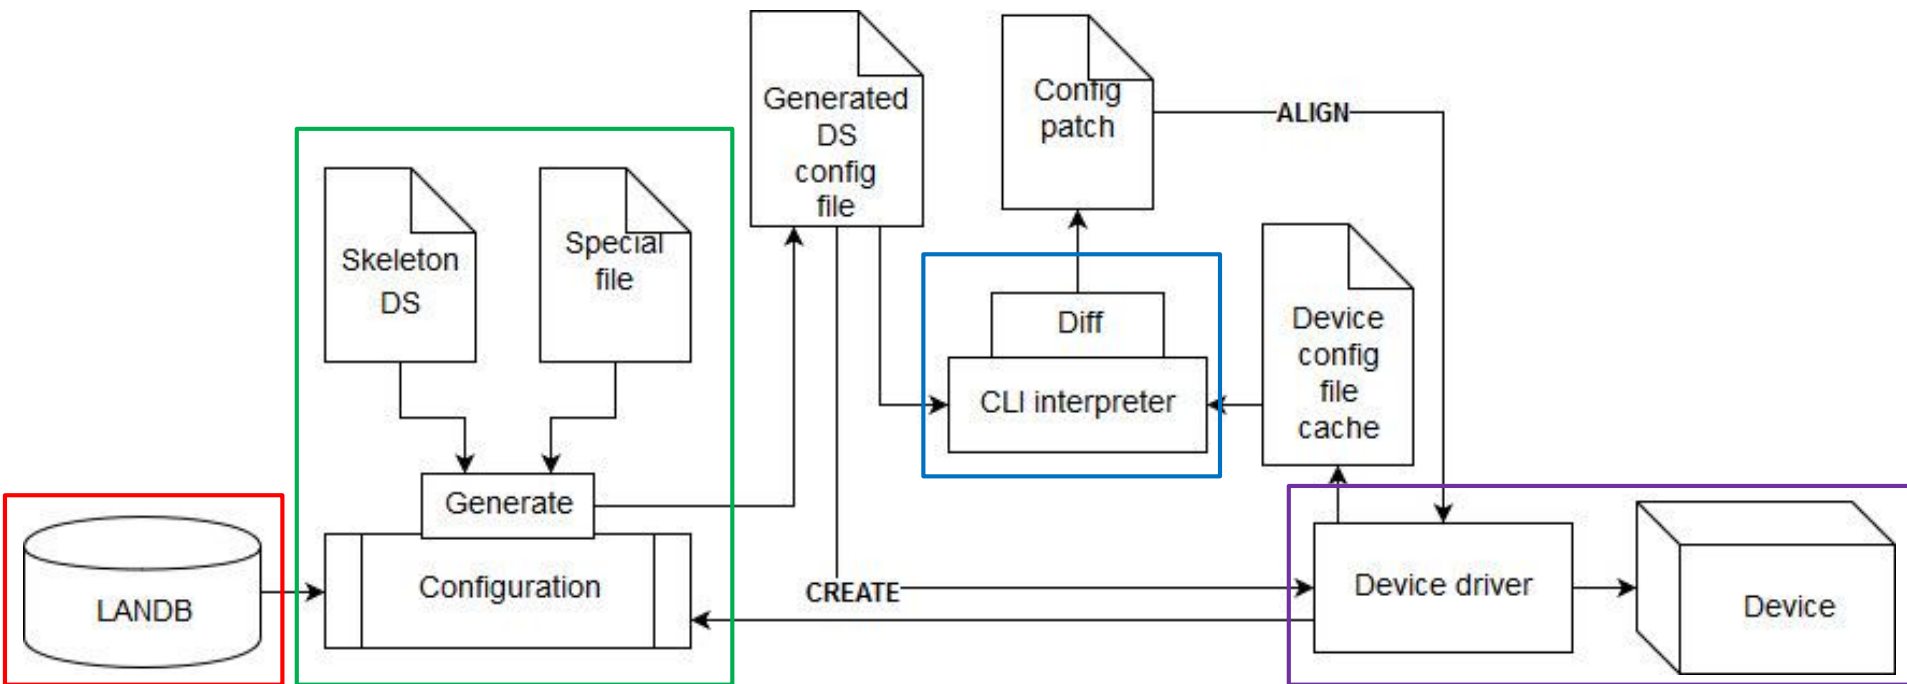 Generated
DS
config
file
Config
patch
ALIGN
Skeleton
DS
Special
file
Diff
CLI interpreter
Device
config
file
cache
Generate
Configuration
LANDB
CREATE
Device driver
Device